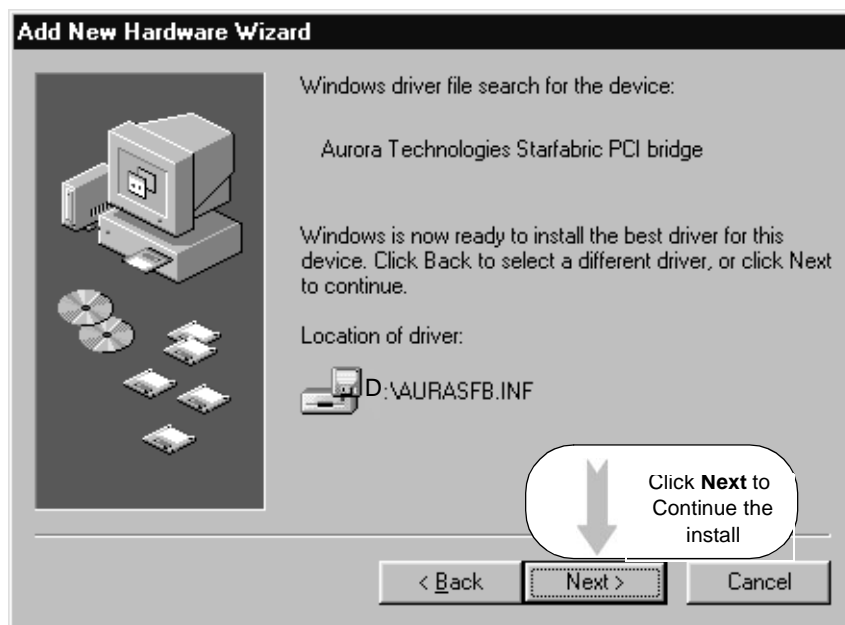 Add New Hardware Wizard
Windows driver file search for the device:
Aurora Technologies Starfabric PCI bridge
Windows is now ready to install the best driver for this
device. Click Back to select a different driver, or click Next
to continue.
Location of driver:
D:\AURASFB.INF
Click Next to
Continue the
install
< Back
Next >
Cancel